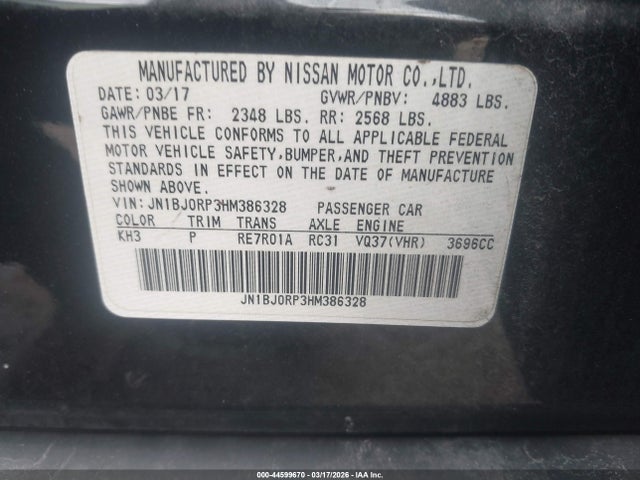 MANUFACTURED BY NISSAN MOTOR CO.,LTD.
DATE: 03/17 GVWR/PNBV: 4883 LBS.
GAWR/PNBE FR: 2348 LBS. RR: 2568 LBS.
THIS VEHICLE CONFORMS TO ALL APPLICABLE FEDERAL
MOTOR VEHICLE SAFETY,BUMPER,AND THEFT PREVENTION
STANDARDS IN EFFECT ON THE DATE OF MANUFACTURE
SHOWN ABOVE.
VIN: JN1BJ0RP3HM386328 PASSENGER CAR
COLOR TRIM TRANS AXLE ENGINE
KH3 P RE7R01A RC31 VQ37(VHR) 3696CC
JN1BJ0RP3HM386328
000-44599670 - 03/17/2026 - IAA Inc.